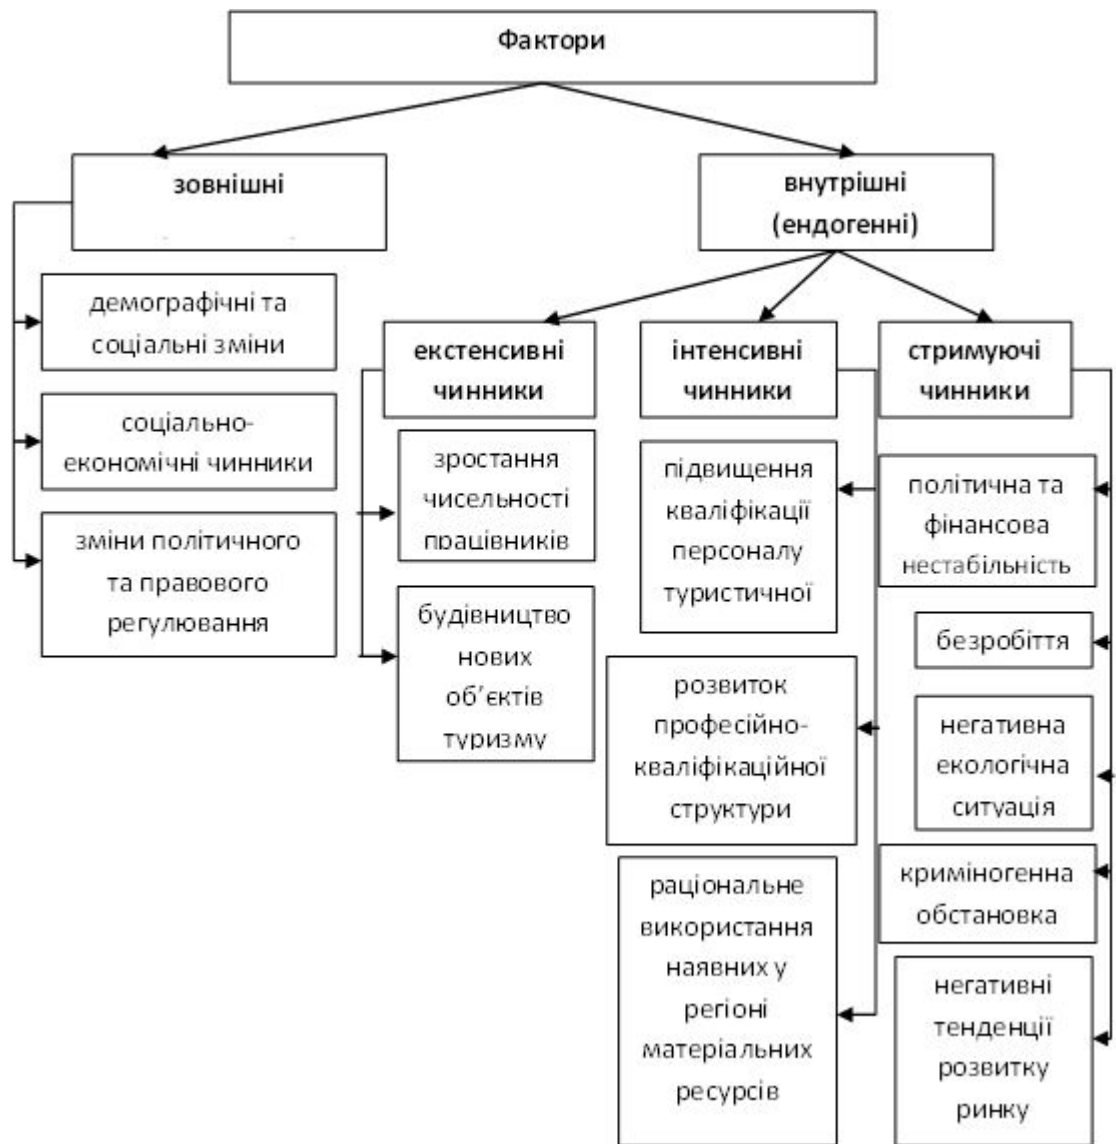 Фактори
зовнішні
внутрішні
(ендогенні)
демографічні та
соціальні зміни
соціально-
економічні чинники
зміни політичного
та правового
регулювання
екстенсивні
чинники
зростання
чисельності
працівників
будівництво
нових
об’єктів
туризму
інтенсивні
чинники
підвищення
кваліфікації
персоналу
туристичної
розвиток
професійно-
кваліфікаційної
структури
раціональне
використання
наявних у
регіоні
матеріальних
ресурсів
стримуючі
чинники
політична та
фінансова
нестабільність
безробіття
негативна
екологічна
ситуація
криміногенна
обстановка
негативні
тенденції
розвитку
ринку